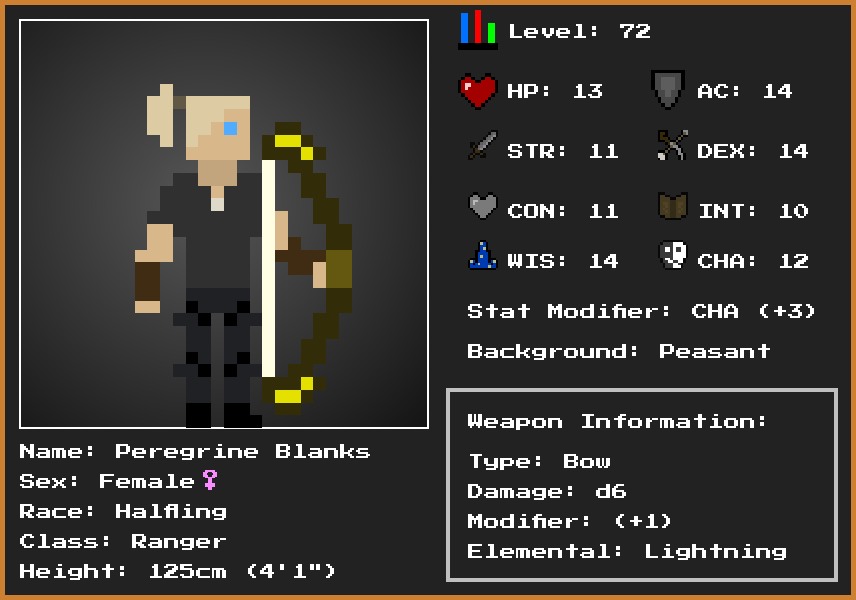 Level: 72
HP: 13 AC: 14
STR: 11 DEX: 14
CON: 11 INT: 10
WIS: 14 CHA: 12
Stat Modifier: CHA (+3)
Background: Peasant
Weapon Information:
Type: Bow
Damage: d6
Modifier: (+1)
Elemental: Lightning
Name: Peregrine Blanks
Sex: Female♀
Race: Halfling
Class: Ranger
Height: 125cm (4'1")